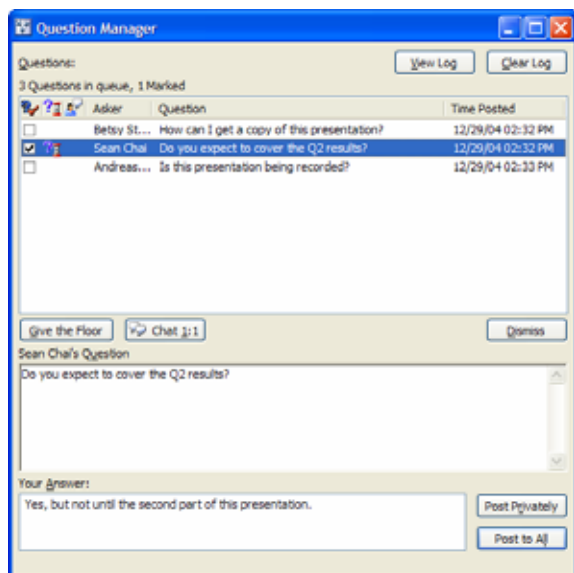 Question Manager
Questions:
View Log
Clear Log
3 Questions in queue, 1 Marked
Asker Question Time Posted
Betsy St... How can I get a copy of this presentation? 12/29/04 02:32 PM
Sean Chai Do you expect to cover the Q2 results? 12/29/04 02:32 PM
Andreas... Is this presentation being recorded? 12/29/04 02:33 PM
Give the Floor
Chat 1:1
Dismiss
Sean Chai's Question
Do you expect to cover the Q2 results?
Your Answer:
Yes, but not until the second part of this presentation.
Post Privately
Post to All